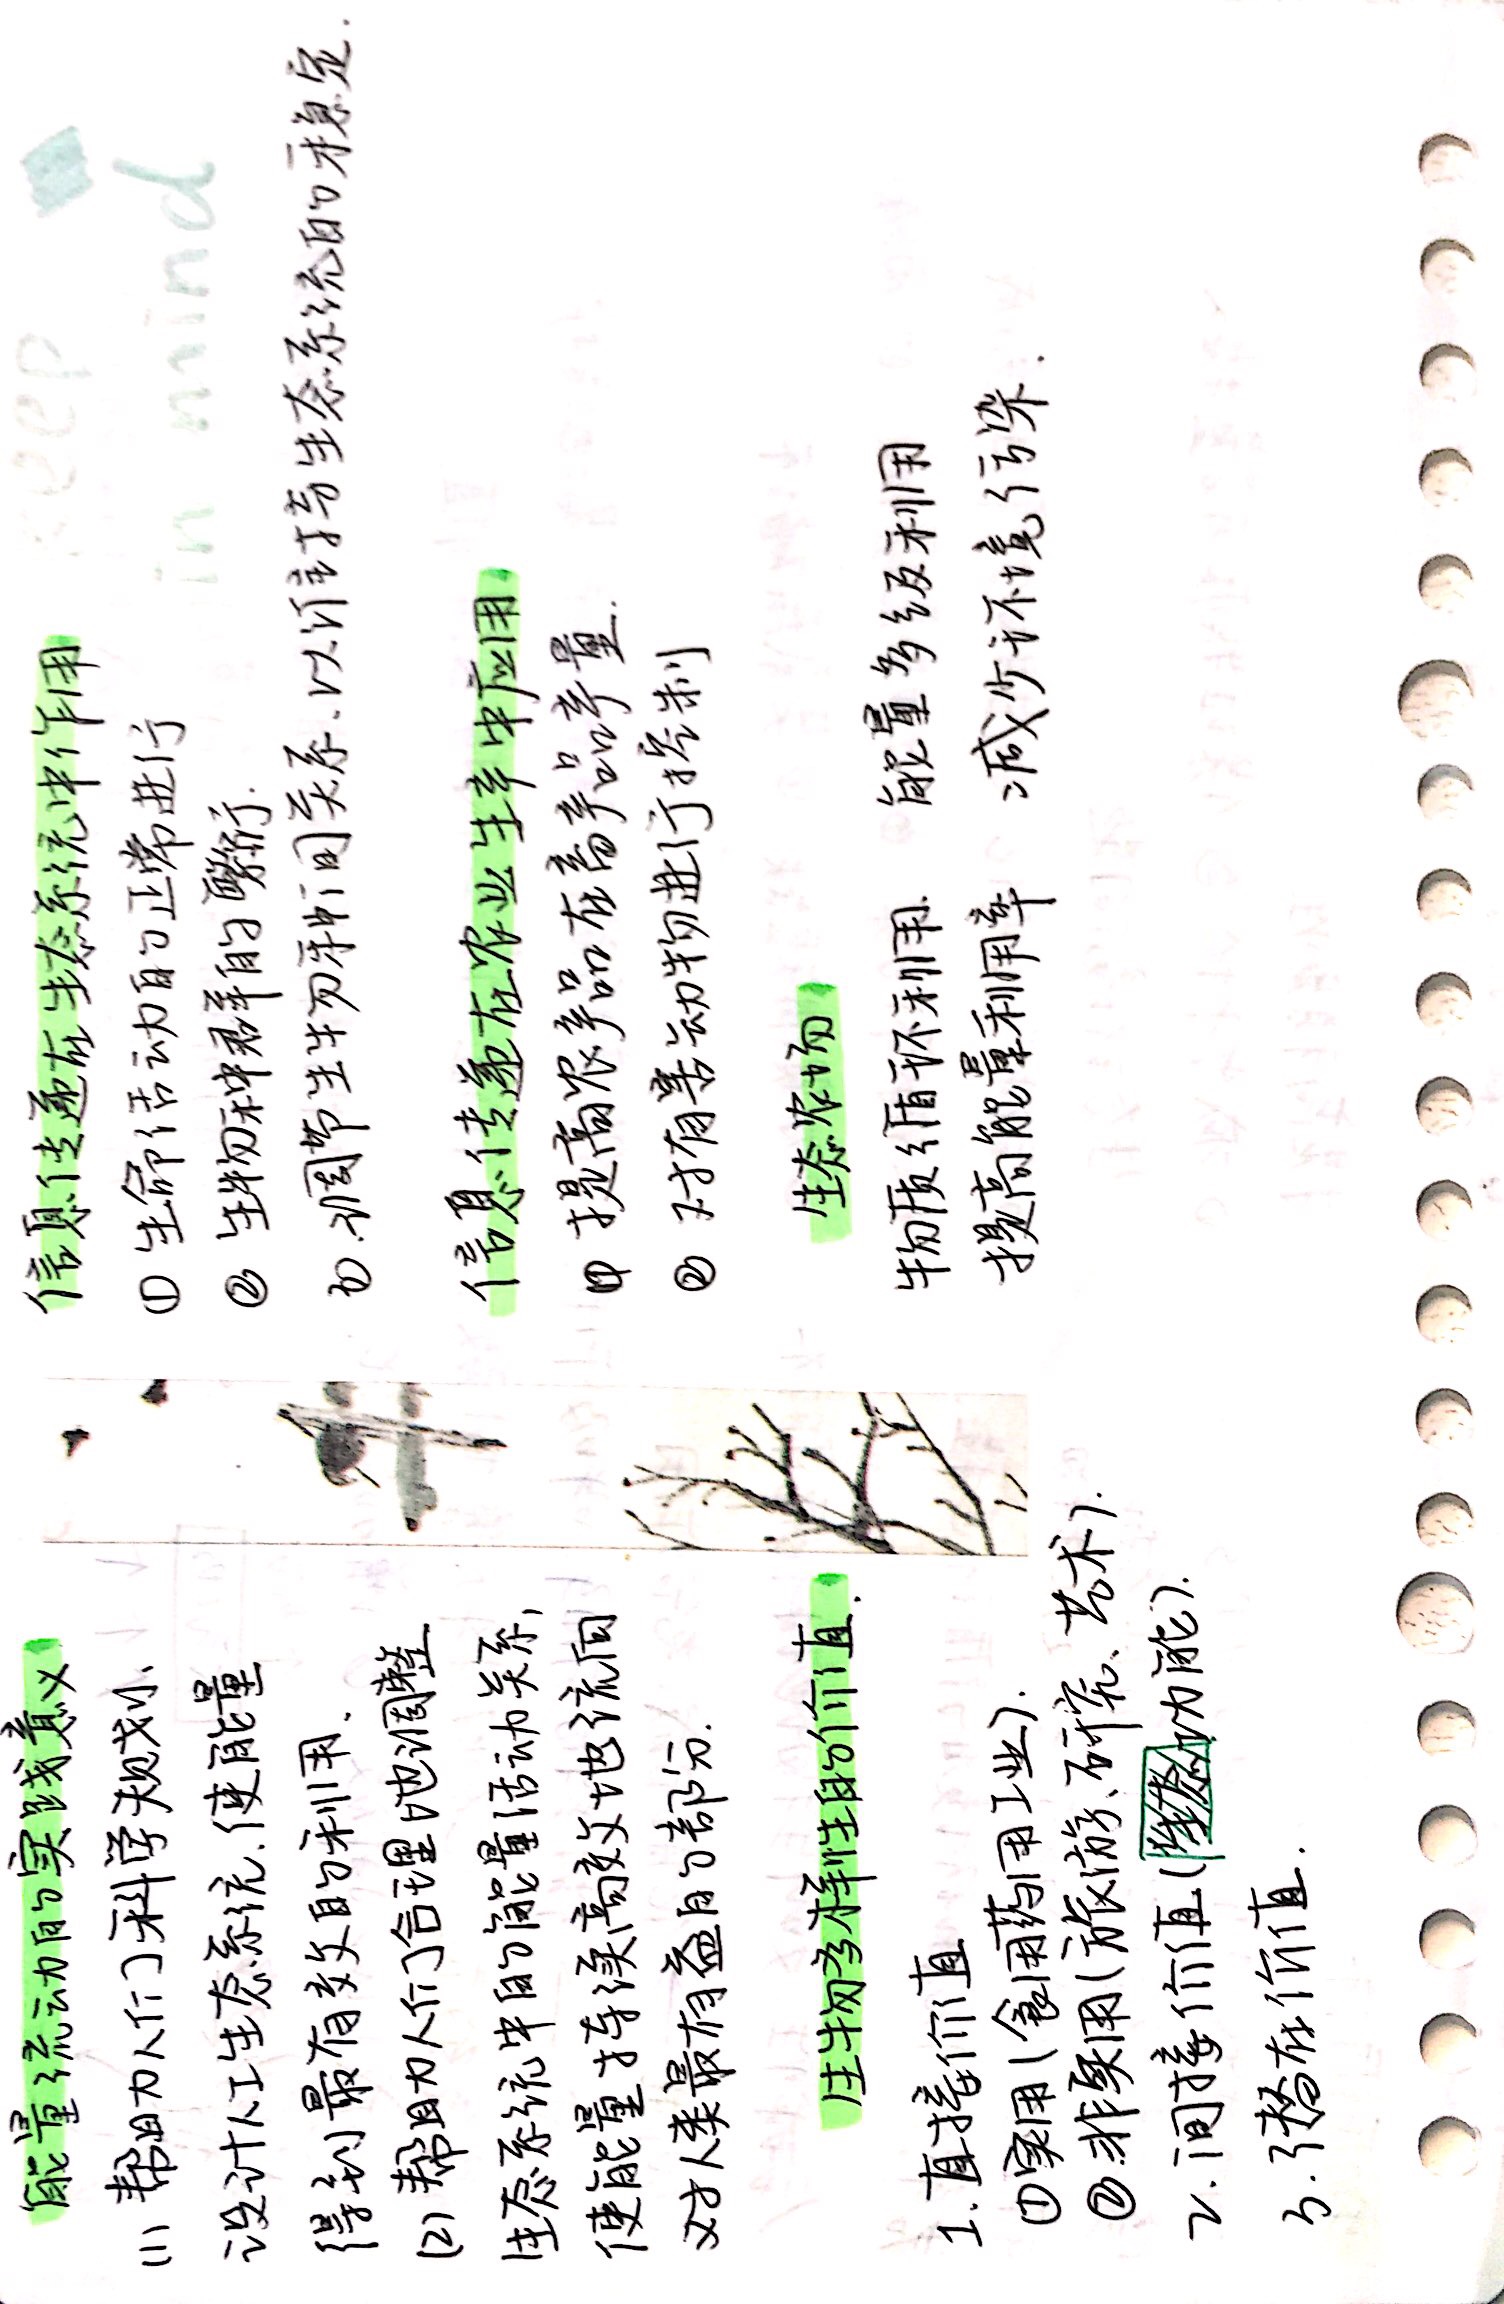 能量流动的实践意义
(1) 帮助人们科学规划、
设计人工生态系统、使能量
得到最有效的利用.
(2) 帮助人们合理地调整
生态系统中的能量活动关系,
使能量持续高效地流向
对人类最有益的部分.
生物多样性的价值.
1.直接价值
①实用(食用药用工业).
②非实用(旅游、研究、艺术).
2.间接价值(生态功能).
3.潜在价值.
keep
in mind
信息传递在生态系统中作用
① 生命活动的正常进行
② 生物种群的繁衍.
③.调节生物种间关系、以维持生态系统的稳定.
信息传递在农业生产中应用
① 提高农产品在畜产品产量.
② 对有害动物进行控制
生态农场
物质循环利用. 能量多级利用
提高能量利用率 减少环境污染.